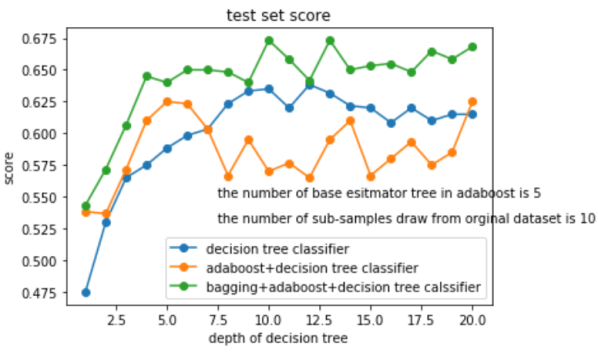 test set score
0.675
0.650
0.625
0.600
0.575
0.550
0.525
0.500
0.475
score
the number of base esitmator tree in adaboost is 5
the number of sub-samples draw from orginal dataset is 10
decision tree classifier
adaboost+decision tree classifier
bagging+adaboost+decision tree calssifier
2.5 5.0 7.5 10.0 12.5 15.0 17.5 20.0
depth of decision tree